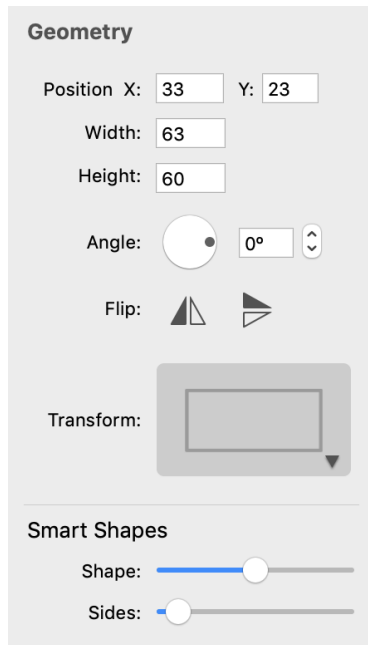 Geometry
Position X: 33 Y: 23
Width: 63
Height: 60
Angle: 0º
Flip:
Transform:
Smart Shapes
Shape:
Sides: